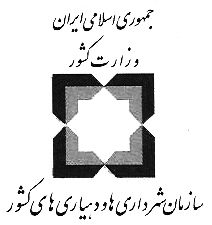 جمهوری اسلامی ایران
وزارت کشور
سازمان شهرداری ها و دهیاری های کشور